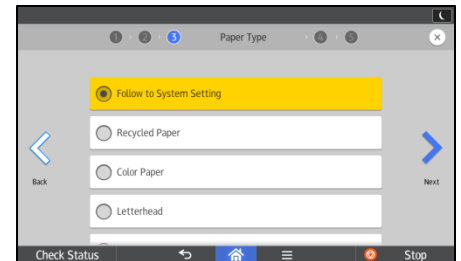 1 2 3 Paper Type 4 5
Follow to System Setting
Recycled Paper
Color Paper
Letterhead
Back
Next
Check Status
Stop